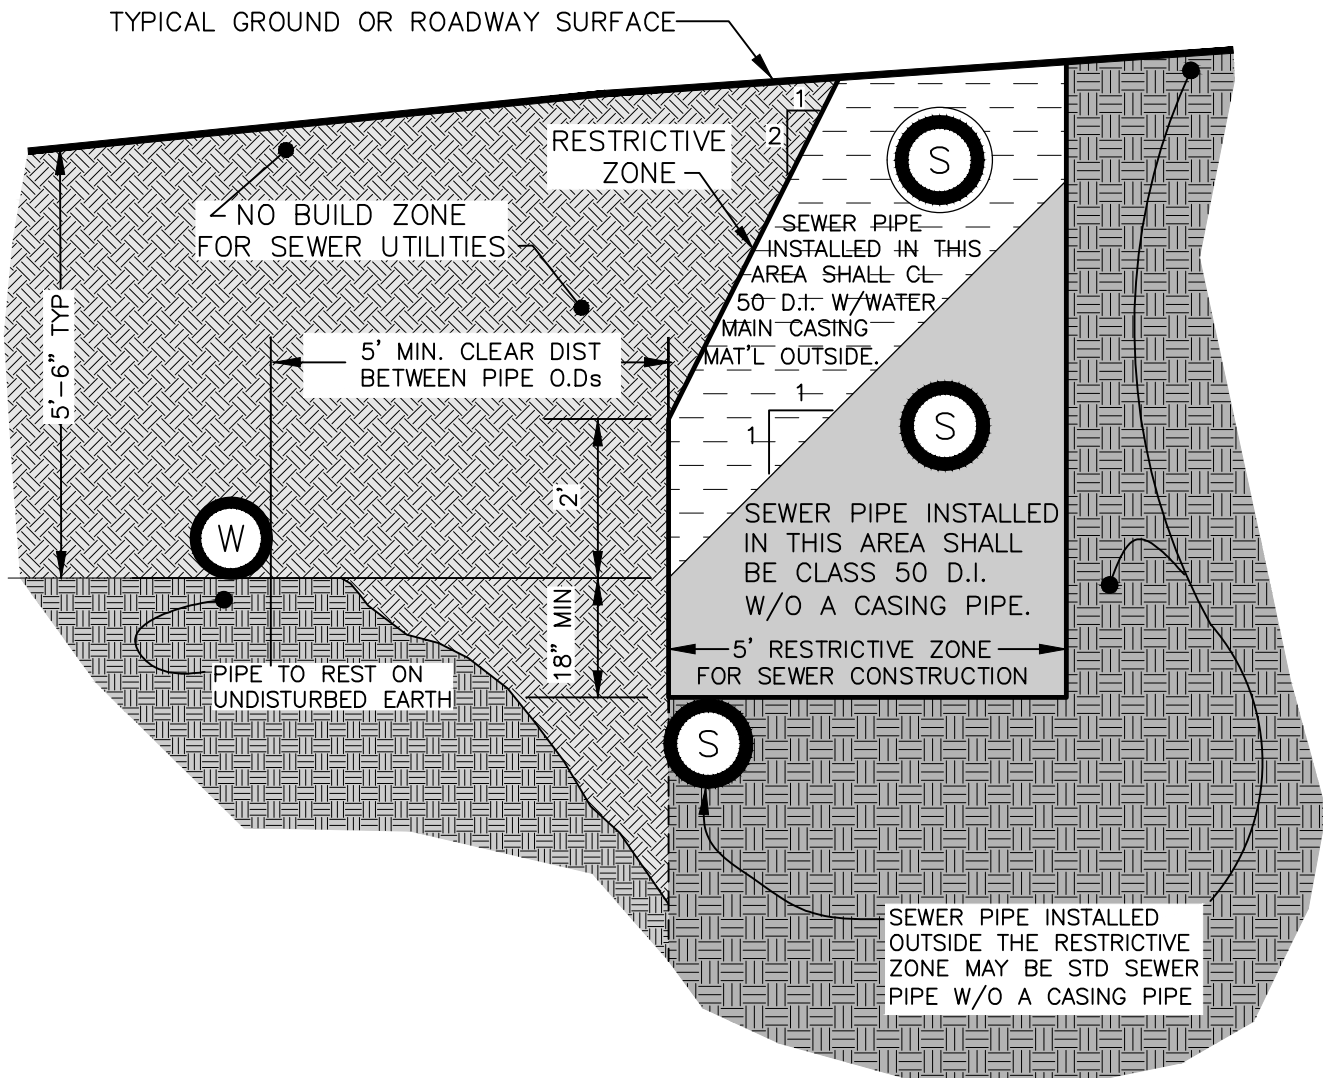 TYPICAL GROUND OR ROADWAY SURFACE
1
2
RESTRICTIVE
ZONE
S
NO BUILD ZONE
FOR SEWER UTILITIES
SEWER PIPE
INSTALLED IN THIS
AREA SHALL CL
50 D.I. W/WATER
MAIN CASING
MAT'L OUTSIDE.
5'-6" TYP
5' MIN. CLEAR DIST
BETWEEN PIPE O.Ds
1
1
S
2'
W
SEWER PIPE INSTALLED
IN THIS AREA SHALL
BE CLASS 50 D.I.
W/O A CASING PIPE.
18" MIN
5' RESTRICTIVE ZONE
FOR SEWER CONSTRUCTION
PIPE TO REST ON
UNDISTURBED EARTH
S
SEWER PIPE INSTALLED
OUTSIDE THE RESTRICTIVE
ZONE MAY BE STD SEWER
PIPE W/O A CASING PIPE